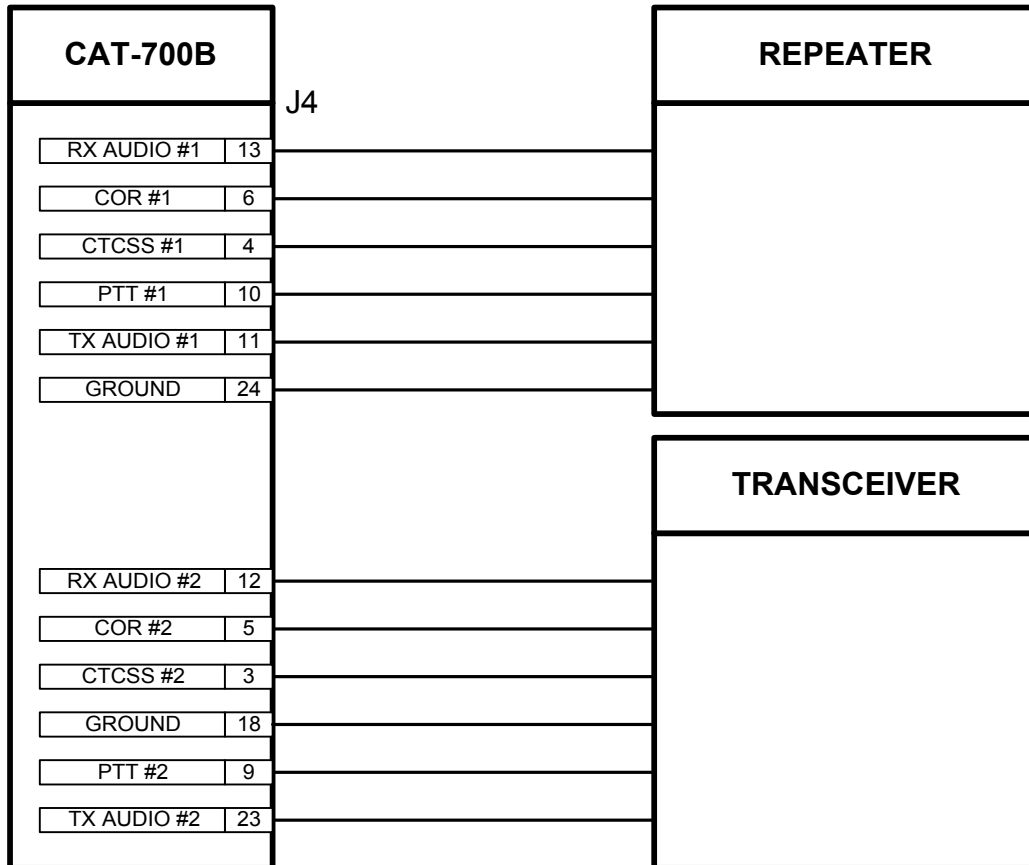 CAT-700B
REPEATER
J4
RX AUDIO #1 13
COR #1 6
CTCSS #1 4
PTT #1 10
TX AUDIO #1 11
GROUND 24
TRANSCEIVER
RX AUDIO #2 12
COR #2 5
CTCSS #2 3
GROUND 18
PTT #2 9
TX AUDIO #2 23